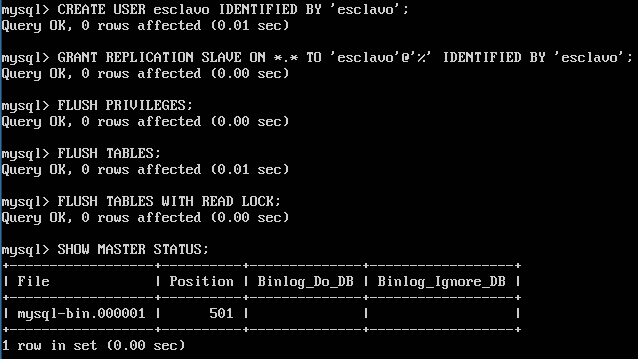 mysql> CREATE USER esclavo IDENTIFIED BY 'esclavo';
Query OK, 0 rows affected (0.01 sec)
mysql> GRANT REPLICATION SLAVE ON *.* TO 'esclavo'@'%' IDENTIFIED BY 'esclavo';
Query OK, 0 rows affected (0.00 sec)
mysql> FLUSH PRIVILEGES;
Query OK, 0 rows affected (0.00 sec)
mysql> FLUSH TABLES;
Query OK, 0 rows affected (0.01 sec)
mysql> FLUSH TABLES WITH READ LOCK;
Query OK, 0 rows affected (0.00 sec)
mysql> SHOW MASTER STATUS;
+------------------+----------+--------------+------------------+
| File             | Position | Binlog_Do_DB | Binlog_Ignore_DB |
+------------------+----------+--------------+------------------+
| mysql-bin.000001 |      501 |              |                  |
+------------------+----------+--------------+------------------+
1 row in set (0.00 sec)